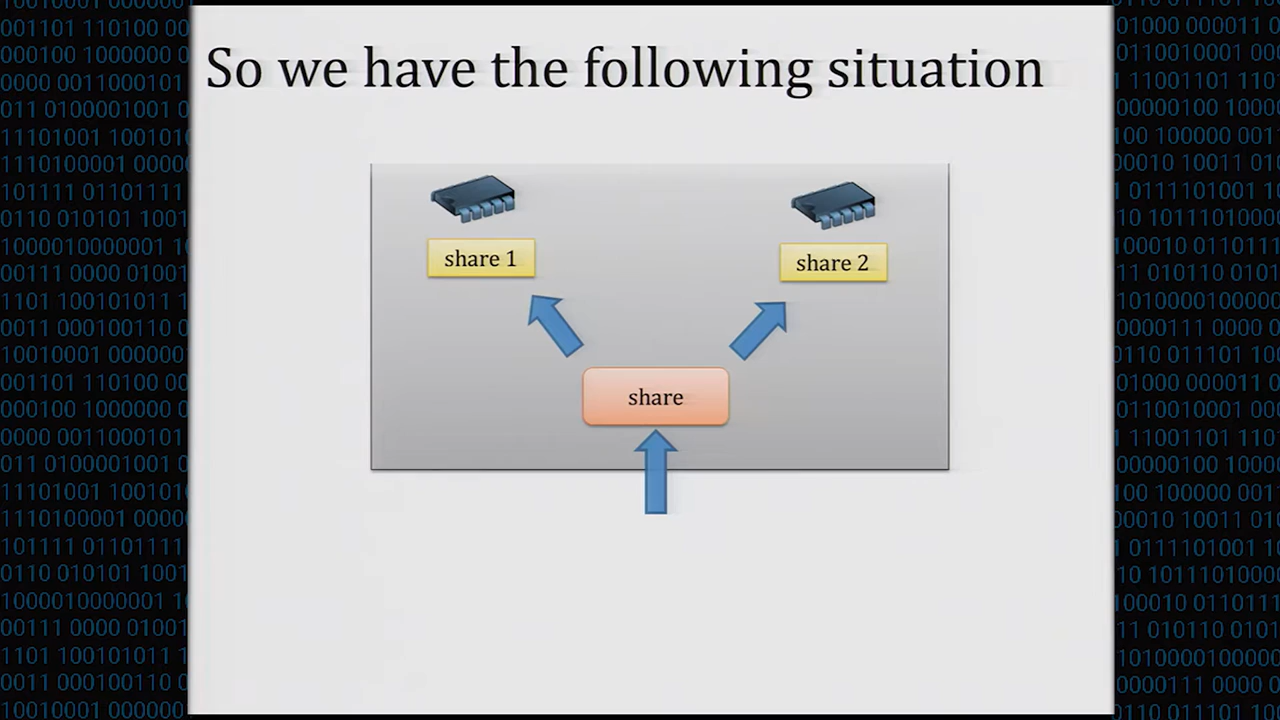 So we have the following situation
share 1
share 2
share